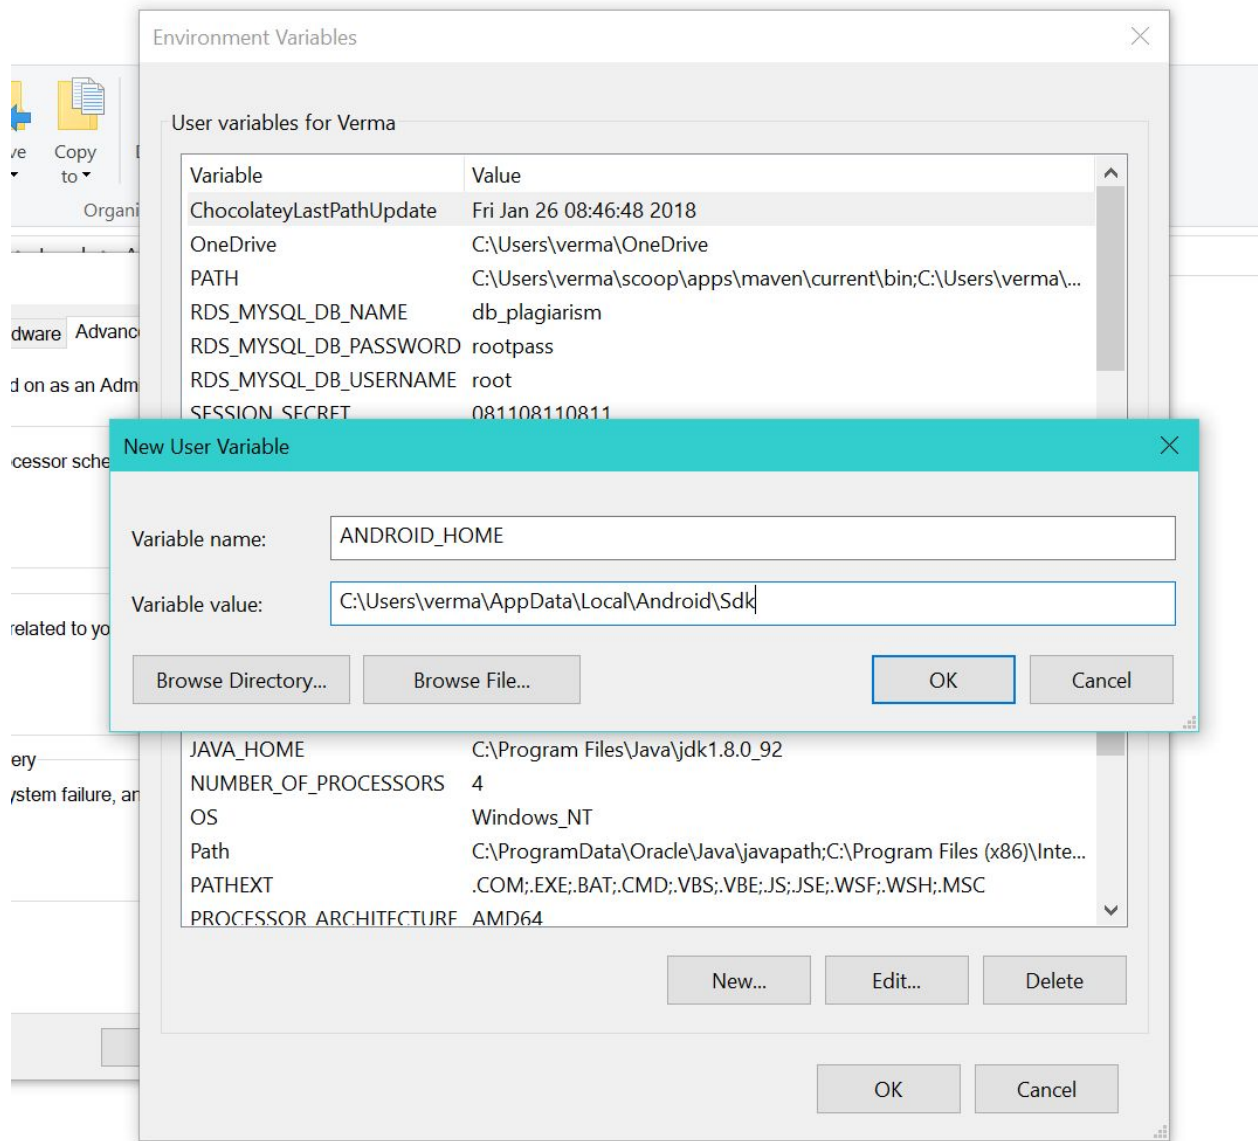 Environment Variables
User variables for Verma
Copy
to
Organi
Variable Value
ChocolateyLastPathUpdate Fri Jan 26 08:46:48 2018
OneDrive C:\Users\verma\OneDrive
PATH C:\Users\verma\scoop\apps\maven\current\bin;C:\Users\verma\...
RDS_MYSQL_DB_NAME db_plagiarism
dware Advanc
RDS_MYSQL_DB_PASSWORD rootpass
RDS_MYSQL_DB_USERNAME root
d on as an Adm
SESSION_SECRET 081108110811
New User Variable
cessor sche
Variable name: ANDROID_HOME
Variable value: C:\Users\verma\AppData\Local\Android\Sdk
related to yo
Browse Directory... Browse File... OK Cancel
JAVA_HOME C:\Program Files\Java\jdk1.8.0_92
ery
NUMBER_OF_PROCESSORS 4
ystem failure, an
OS Windows_NT
Path C:\ProgramData\Oracle\Java\javapath;C:\Program Files (x86)\Inte...
PATHEXT .COM;.EXE;.BAT;.CMD;.VBS;.VBE;.JS;.JSE;.WSF;.WSH;.MSC
PROCESSOR_ARCHITECTURE AMD64
New... Edit... Delete
OK Cancel